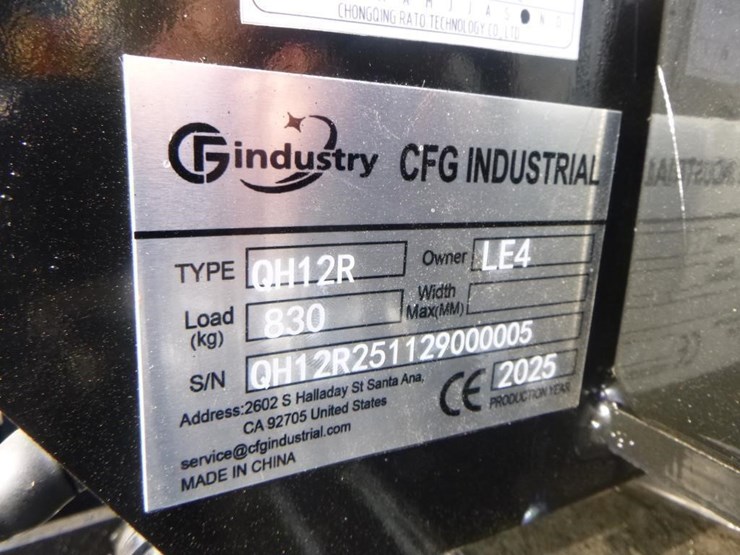 CHONGQING RATO TECHNOLOGY CO., LTD
CF industry CFG INDUSTRIAL
TYPE QH12R Owner LE4
Load (kg) 830 Width Max(MM)
S/N QH12R251129000005
Address:2602 S Halladay St Santa Ana,
CA 92705 United States
CE 2025
PRODUCTION YEAR
service@cfgindustrial.com
MADE IN CHINA